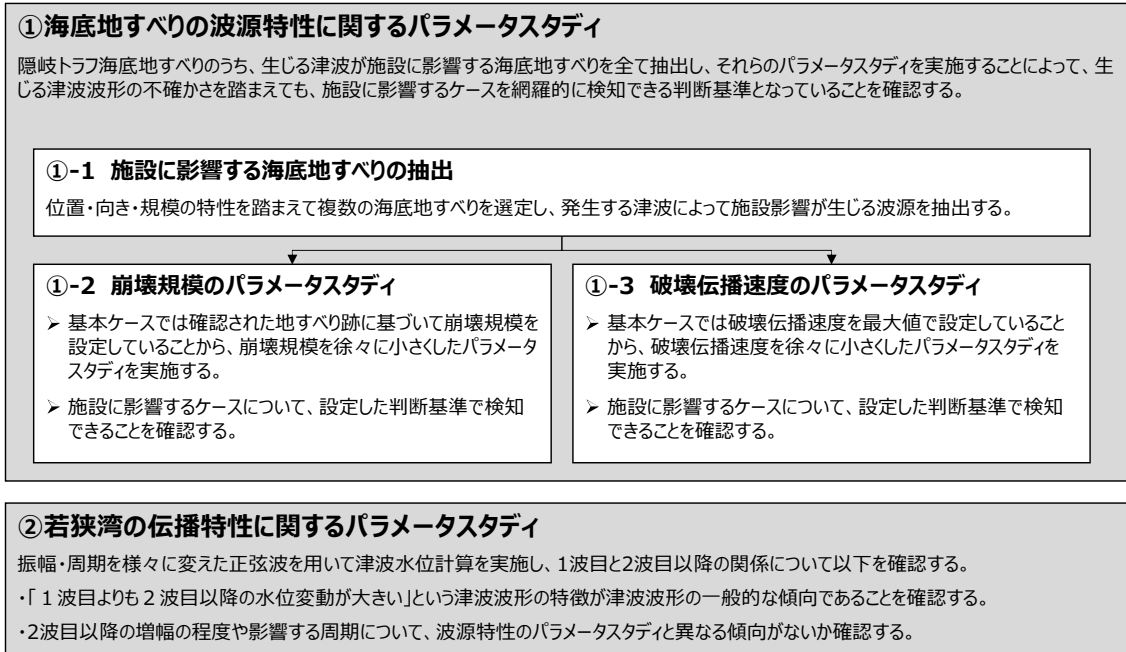 ①海底地すべりの波源特性に関するパラメータスタディ
隠岐トラフ海底地すべりのうち、生じる津波が施設に影響する海底地すべりを全て抽出し、それらのパラメータスタディを実施することによって、生
じる津波波形の不確かさを踏まえても、施設に影響するケースを網羅的に検知できる判断基準となっていることを確認する。
①-1 施設に影響する海底地すべりの抽出
位置・向き・規模の特性を踏まえて複数の海底地すべりを選定し、発生する津波によって施設影響が生じる波源を抽出する。
①-2 崩壊規模のパラメータスタディ
➢ 基本ケースでは確認された地すべり跡に基づいて崩壊規模を
設定していることから、崩壊規模を徐々に小さくしたパラメータ
スタディを実施する。
➢ 施設に影響するケースについて、設定した判断基準で検知
できることを確認する。
①-3 破壊伝播速度のパラメータスタディ
➢ 基本ケースでは破壊伝播速度を最大値で設定していること
から、破壊伝播速度を徐々に小さくしたパラメータスタディを
実施する。
➢ 施設に影響するケースについて、設定した判断基準で検知
できることを確認する。
②若狭湾の伝播特性に関するパラメータスタディ
振幅・周期を様々に変えた正弦波を用いて津波水位計算を実施し、1波目と2波目以降の関係について以下を確認する。
・「１波目よりも２波目以降の水位変動が大きい」という津波波形の特徴が津波波形の一般的な傾向であることを確認する。
・2波目以降の増幅の程度や影響する周期について、波源特性のパラメータスタディと異なる傾向がないか確認する。